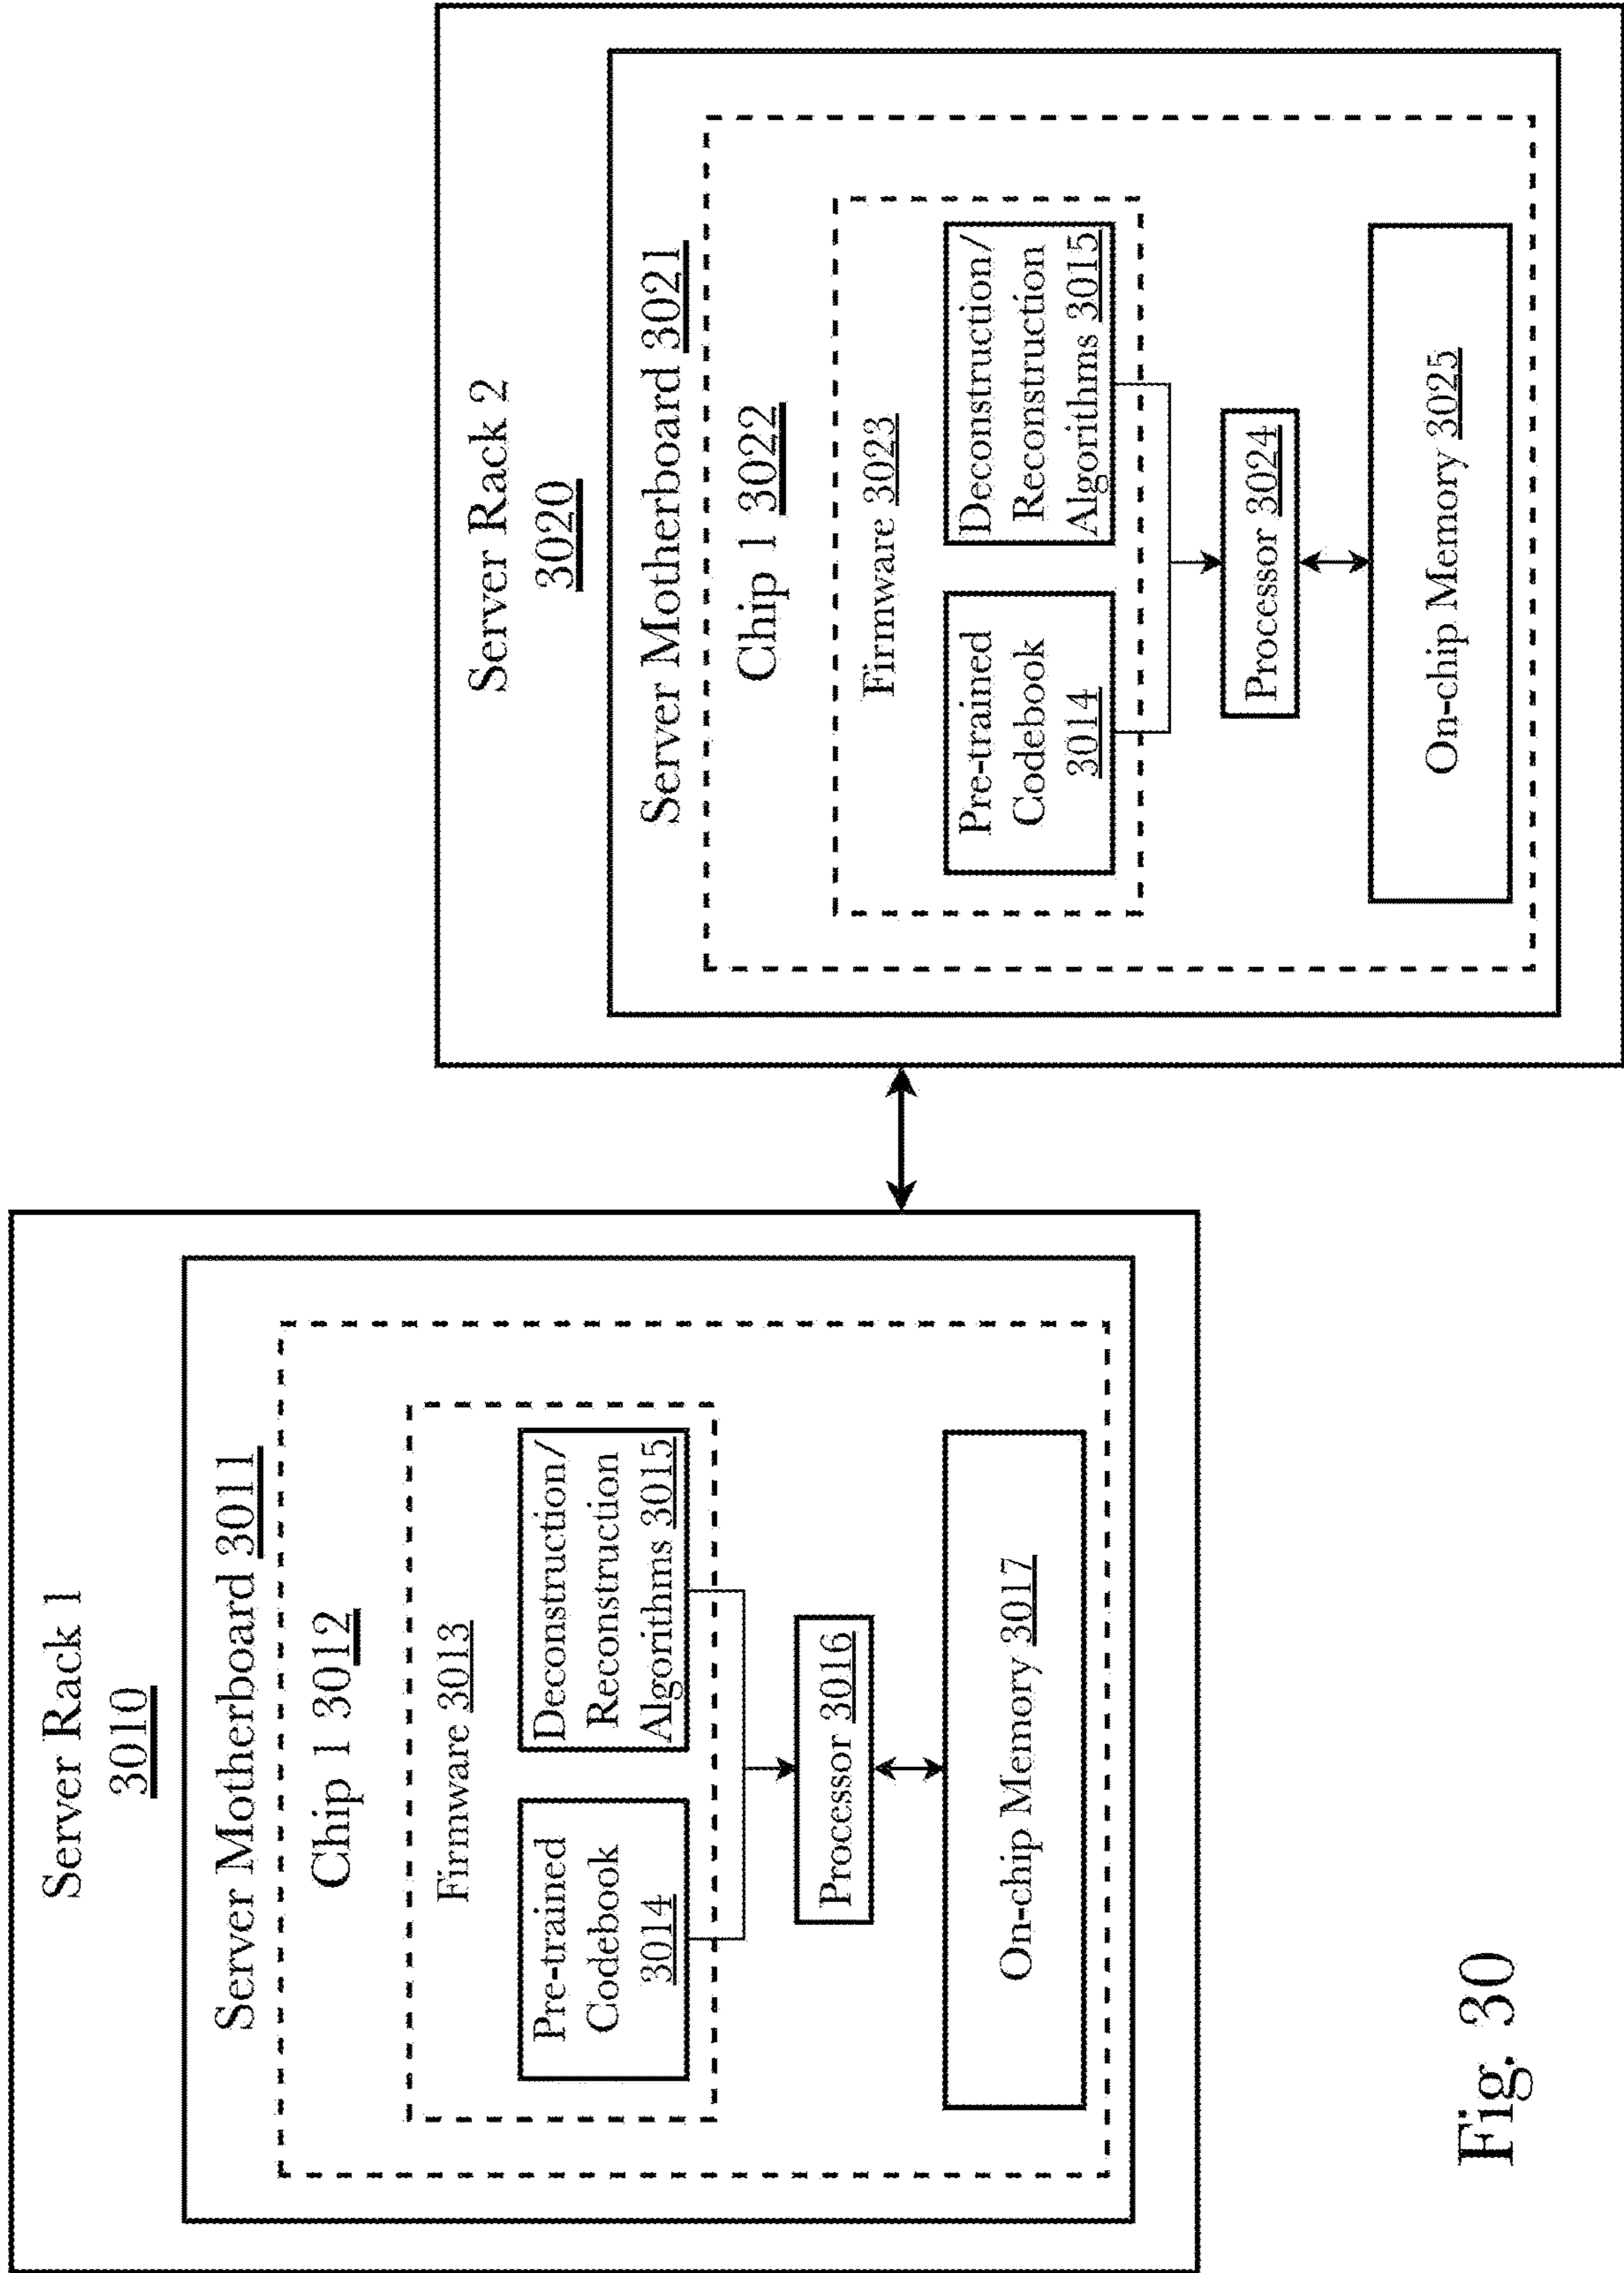 Server Rack 1
3010
Server Motherboard 3011
Chip 1 3012
Firmware 3013
Pre-trained
Codebook
3014
Deconstruction/
Reconstruction
Algorithms 3015
Processor 3016
On-chip Memory 3017
Server Rack 2
3020
Server Motherboard 3021
Chip 1 3022
Firmware 3023
Pre-trained
Codebook
3014
Deconstruction/
Reconstruction
Algorithms 3015
Processor 3024
On-chip Memory 3025
Fig. 30